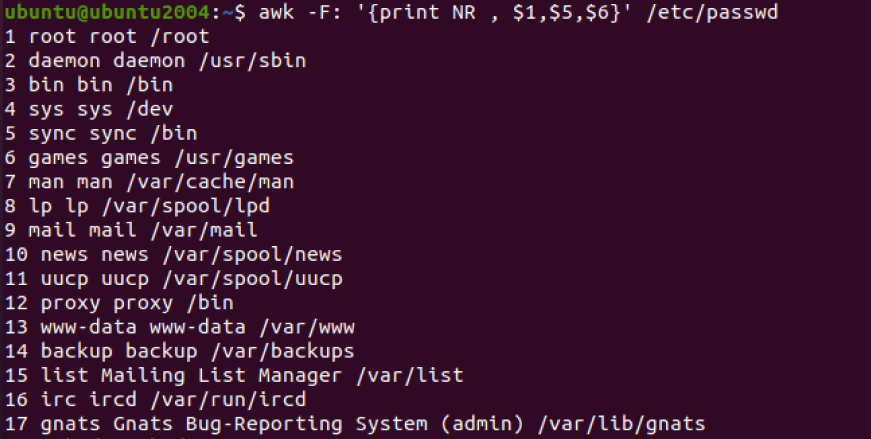 ubuntu@ubuntu2004:~$ awk -F: '{print NR , $1,$5,$6}' /etc/passwd
1 root root /root
2 daemon daemon /usr/sbin
3 bin bin /bin
4 sys sys /dev
5 sync sync /bin
6 games games /usr/games
7 man man /var/cache/man
8 lp lp /var/spool/lpd
9 mail mail /var/mail
10 news news /var/spool/news
11 uucp uucp /var/spool/uucp
12 proxy proxy /bin
13 www-data www-data /var/www
14 backup backup /var/backups
15 list Mailing List Manager /var/list
16 irc ircd /var/run/ircd
17 gnats Gnats Bug-Reporting System (admin) /var/lib/gnats